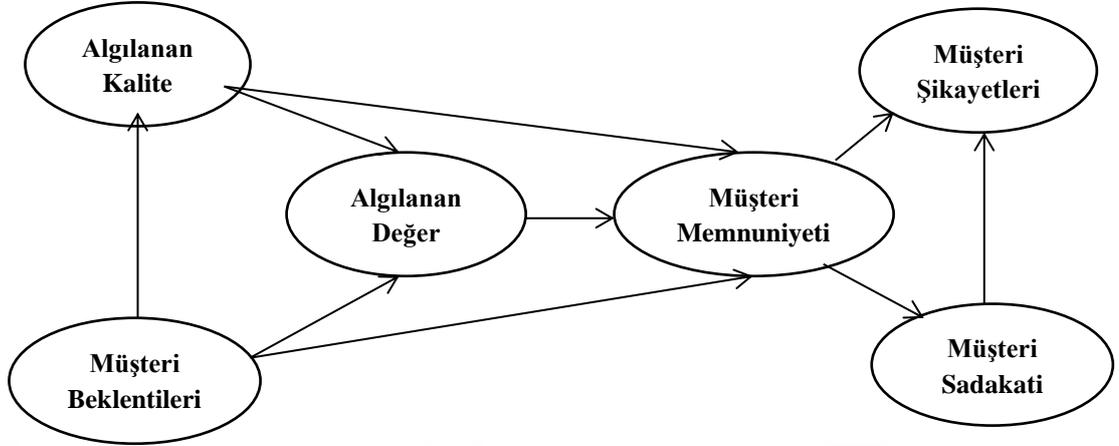 Algılanan
Kalite
Müşteri
Şikayetleri
Algılanan
Değer
Müşteri
Memnuniyeti
Müşteri
Beklentileri
Müşteri
Sadakati